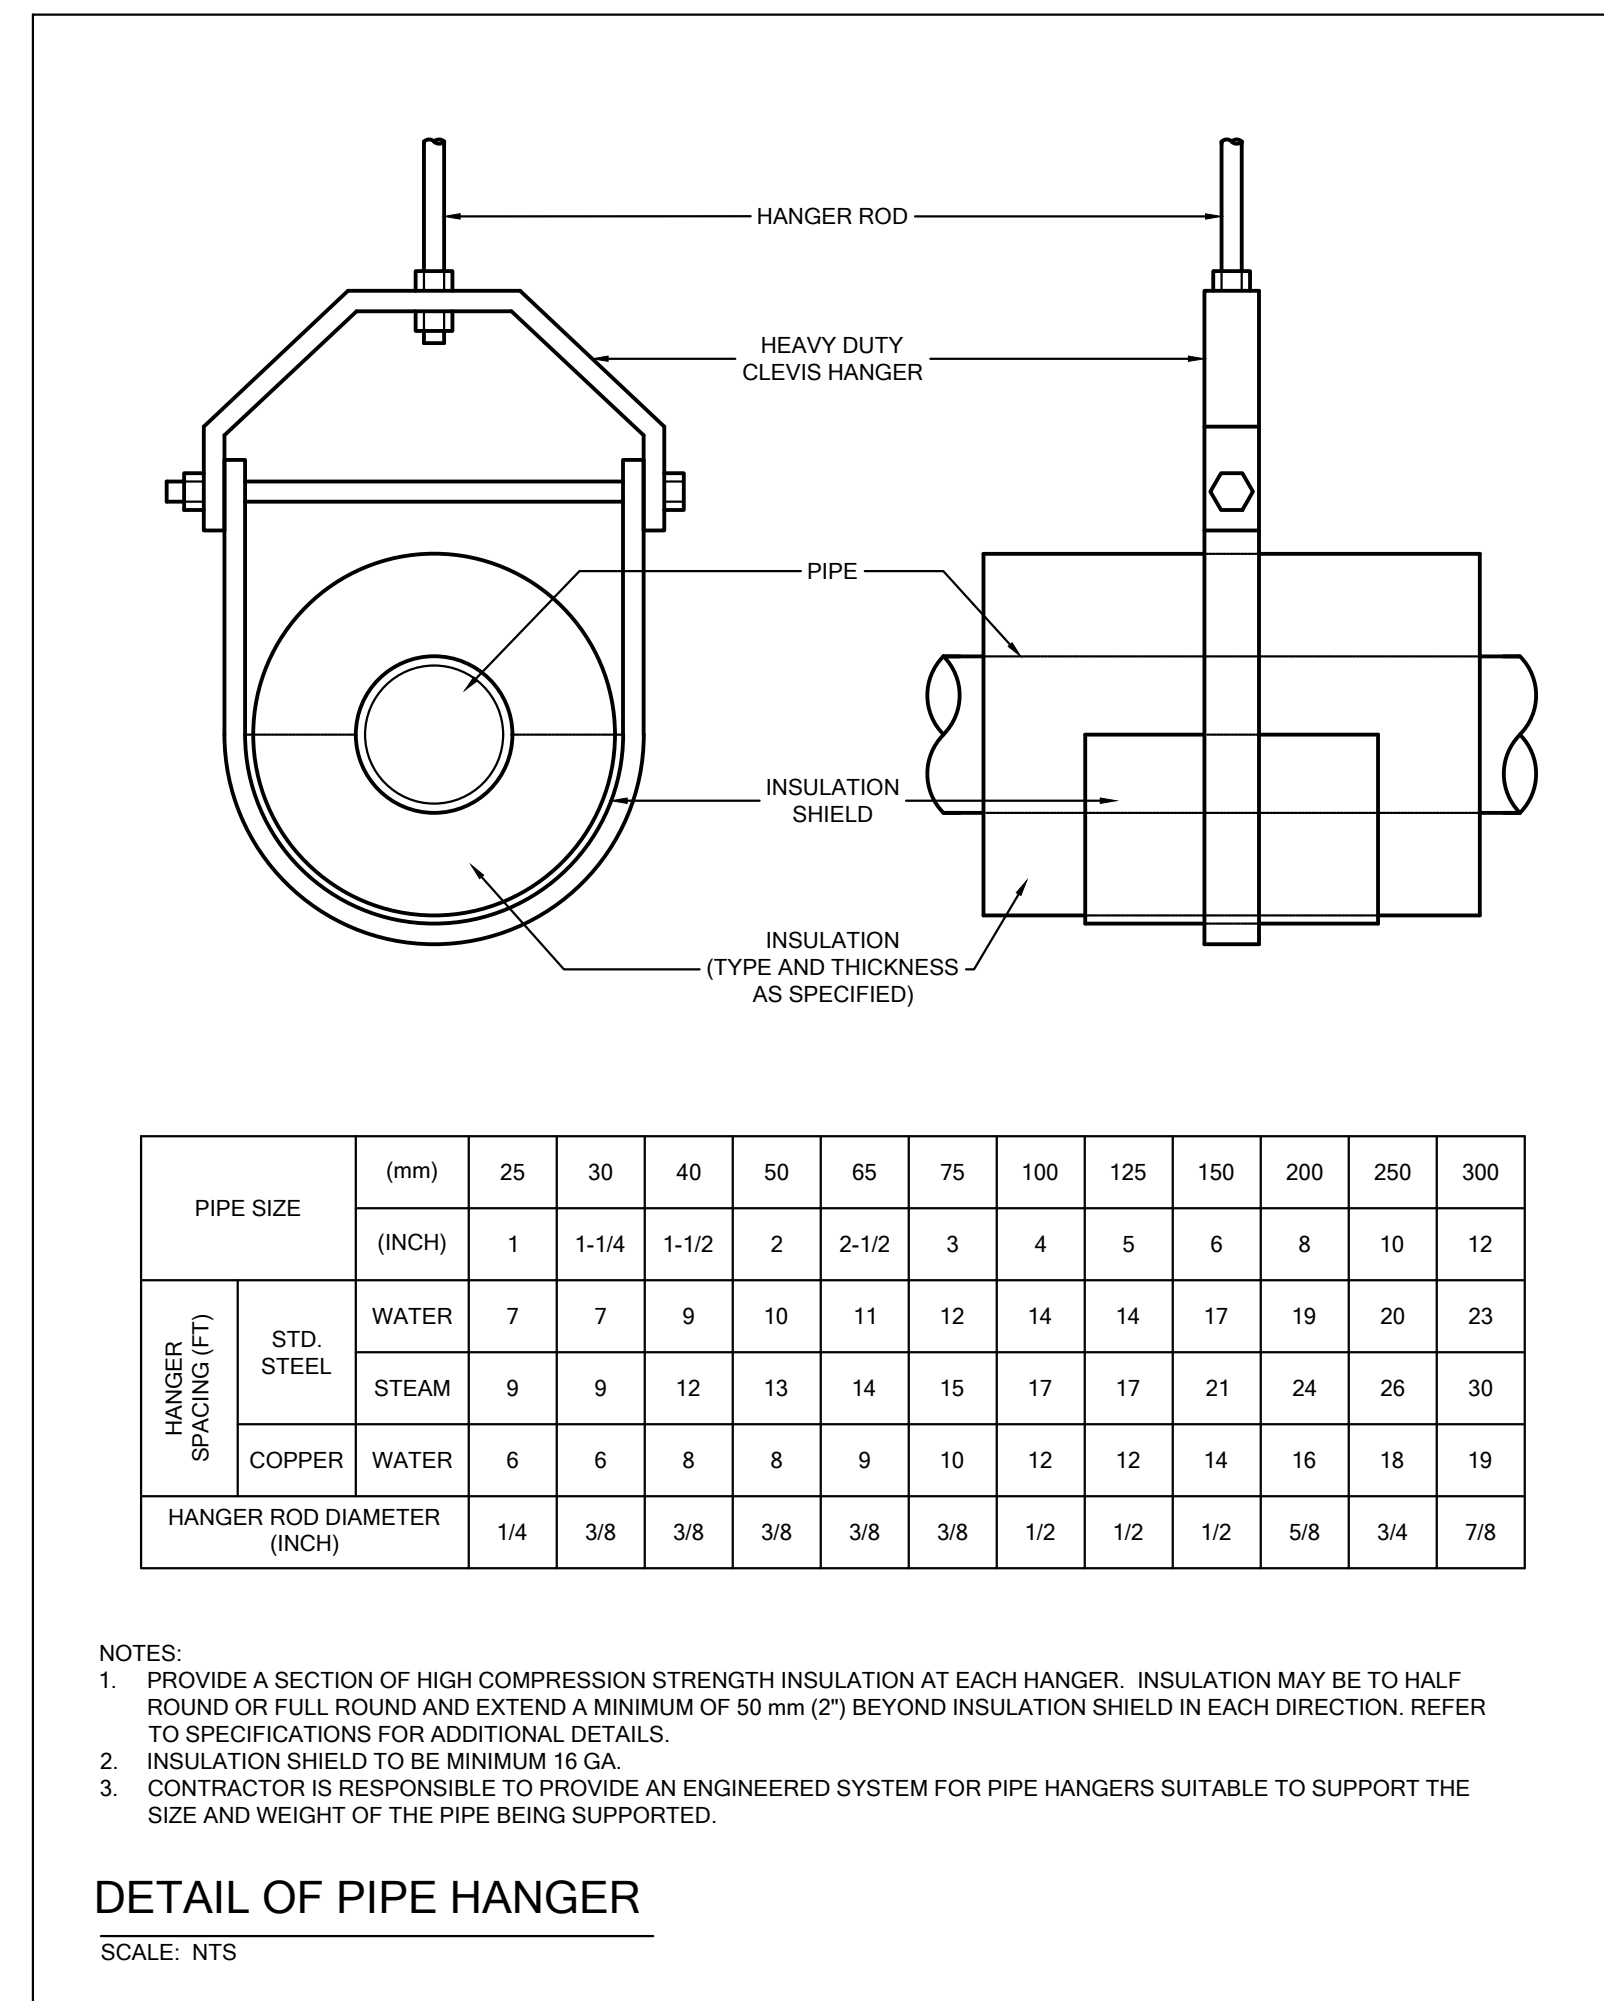 HANGER ROD
HEAVY DUTY
CLEVIS HANGER
PIPE
INSULATION
SHIELD
INSULATION
(TYPE AND THICKNESS
AS SPECIFIED)
PIPE SIZE (mm) 25 30 40 50 65 75 100 125 150 200 250 300
(INCH) 1 1-1/4 1-1/2 2 2-1/2 3 4 5 6 8 10 12
HANGER
SPACING (FT)
STD.
STEEL
WATER 7 7 9 10 11 12 14 14 17 19 20 23
STEAM 9 9 12 13 14 15 17 17 21 24 26 30
COPPER WATER 6 6 8 8 9 10 12 12 14 16 18 19
HANGER ROD DIAMETER
(INCH)
1/4 3/8 3/8 3/8 3/8 3/8 1/2 1/2 1/2 5/8 3/4 7/8
NOTES:
1. PROVIDE A SECTION OF HIGH COMPRESSION STRENGTH INSULATION AT EACH HANGER. INSULATION MAY BE TO HALF
ROUND OR FULL ROUND AND EXTEND A MINIMUM OF 50 mm (2") BEYOND INSULATION SHIELD IN EACH DIRECTION. REFER
TO SPECIFICATIONS FOR ADDITIONAL DETAILS.
2. INSULATION SHIELD TO BE MINIMUM 16 GA.
3. CONTRACTOR IS RESPONSIBLE TO PROVIDE AN ENGINEERED SYSTEM FOR PIPE HANGERS SUITABLE TO SUPPORT THE
SIZE AND WEIGHT OF THE PIPE BEING SUPPORTED.
DETAIL OF PIPE HANGER
SCALE: NTS